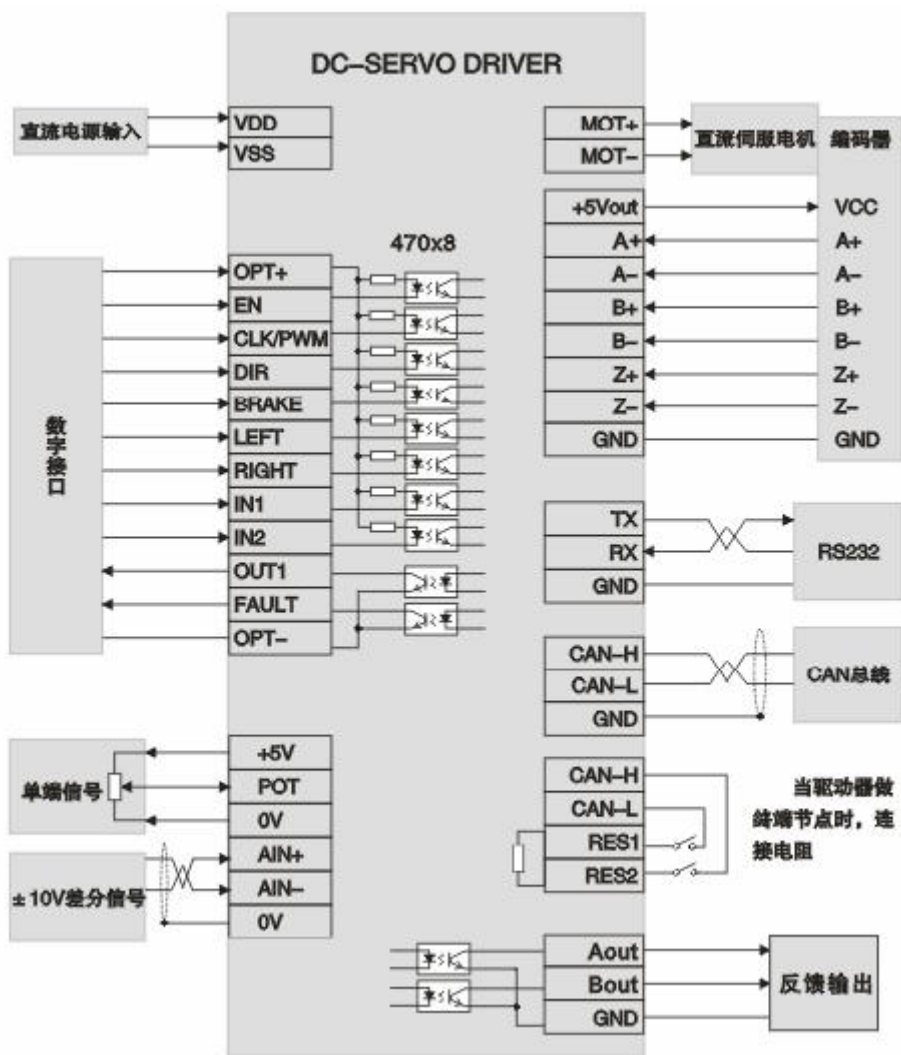 DC-SERVO DRIVER
直流电源输入
VDD
VSS
MOT+
MOT-
直流伺服电机
编码器
+5Vout
A+
A-
B+
B-
Z+
Z-
GND
VCC
A+
A-
B+
B-
Z+
Z-
GND
470x8
数字接口
OPT+
EN
CLK/PWM
DIR
BRAKE
LEFT
RIGHT
IN1
IN2
OUT1
FAULT
OPT-
TX
RX
GND
RS232
CAN-H
CAN-L
GND
CAN总线
单端信号
+5V
POT
0V
±10V差分信号
AIN+
AIN-
0V
CAN-H
CAN-L
RES1
RES2
当驱动器做
终端节点时，连
接电阻
Aout
Bout
GND
反馈输出